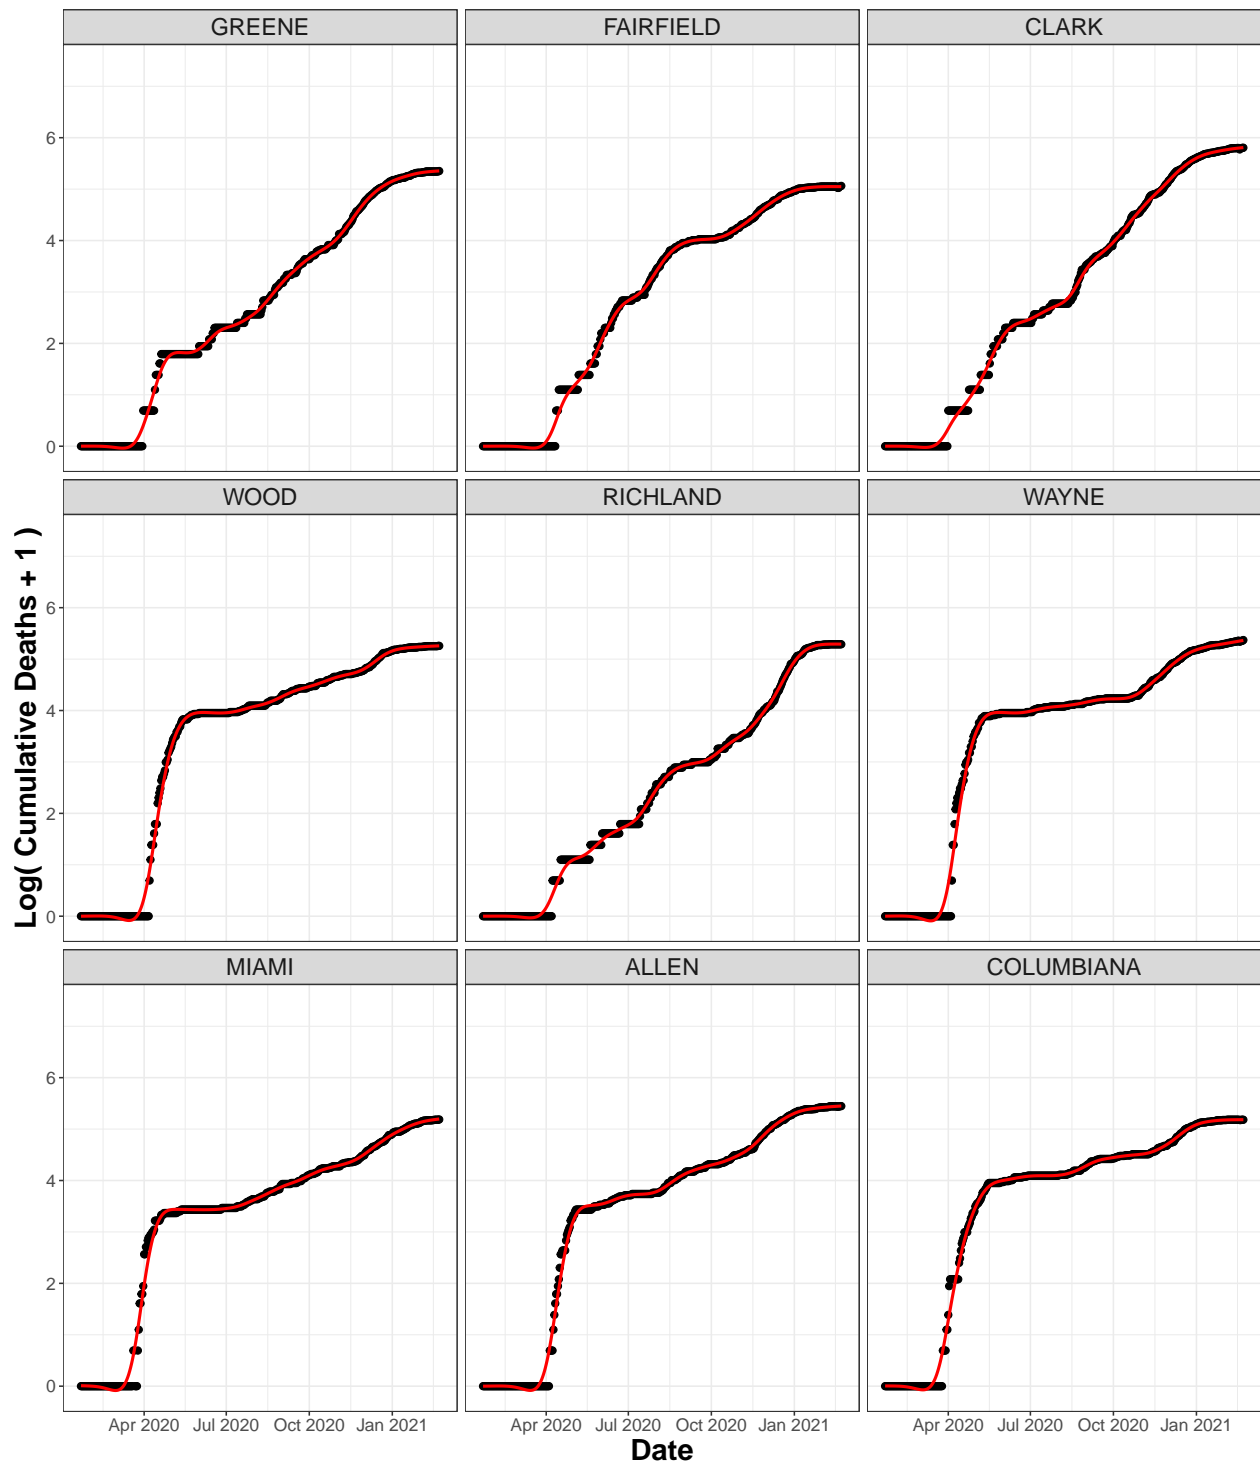 GREENE FAIRFIELD CLARK
6
4
2
0
WOOD RICHLAND WAYNE
6
4
2
0
MIAMI ALLEN COLUMBIANA
6
4
2
0
Log( Cumulative Deaths + 1 )
Apr 2020 Jul 2020 Oct 2020 Jan 2021 Apr 2020 Jul 2020 Oct 2020 Jan 2021 Apr 2020 Jul 2020 Oct 2020 Jan 2021
Date